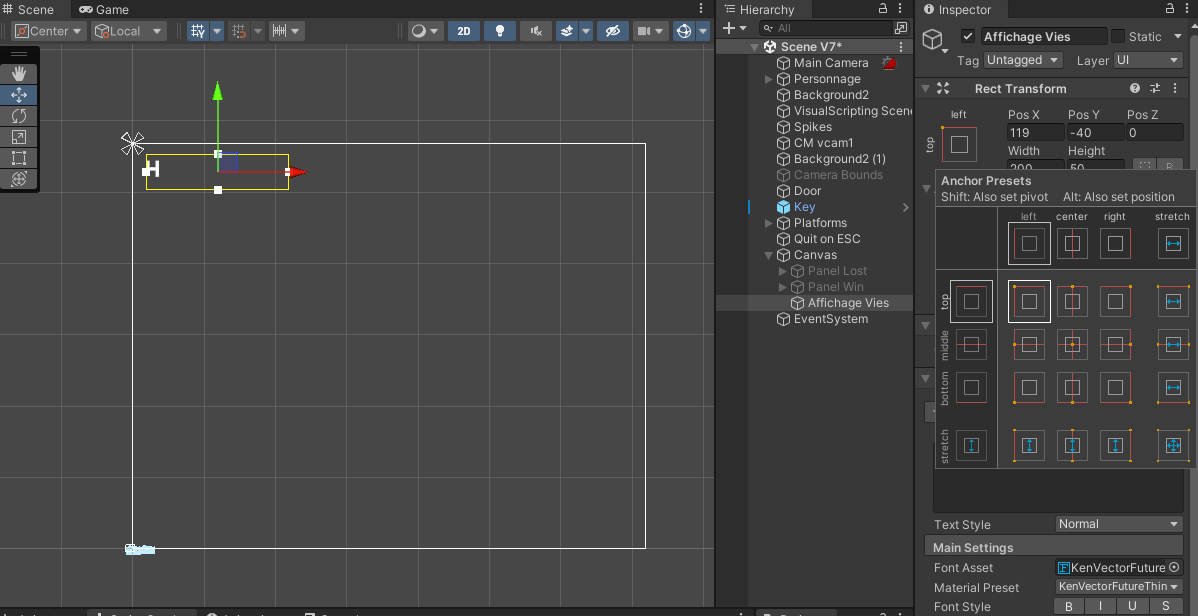 Scene
Game
Center
Local
2D
H
Hierarchy
All
Scene V7*
Main Camera
Personnage
Background2
VisualScripting Scen
Spikes
CM vcam1
Background2 (1)
Camera Bounds
Door
Key
Platforms
Quit on ESC
Canvas
Panel Lost
Panel Win
Affichage Vies
EventSystem
Inspector
Affichage Vies
Static
Tag Untagged Layer UI
Rect Transform
left
top
Pos X Pos Y Pos Z
119 -40 0
Width Height
200 50
R
Anchor Presets
Shift: Also set pivot Alt: Also set position
left center right stretch
top
middle
bottom
stretch
Text Style Normal
Main Settings
Font Asset KenVectorFuture
Material Preset KenVectorFutureThin
Font Style B I U S